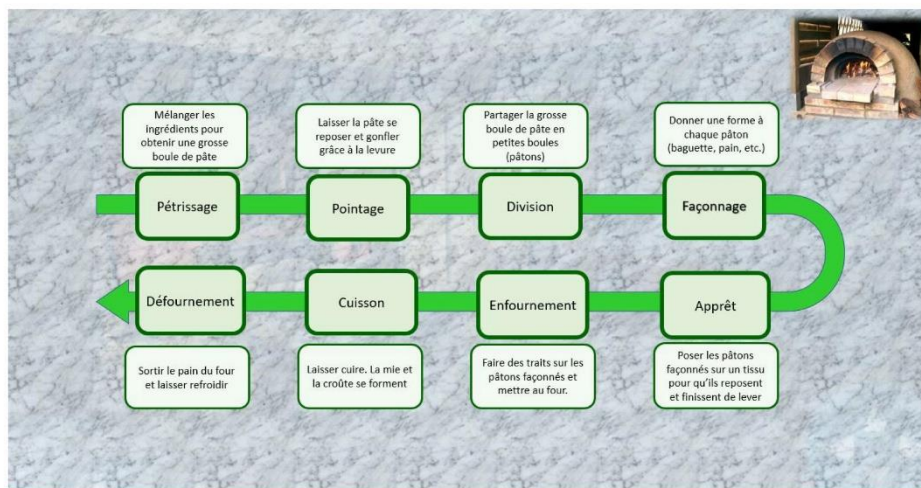 Mélanger les
ingrédients pour
obtenir une grosse
boule de pâte
Pétrissage
Laisser la pâte se
reposer et gonfler
grâce à la levure
Pointage
Partager la grosse
boule de pâte en
petites boules
(pâtons)
Division
Donner une forme à
chaque pâton
(baguette, pain, etc.)
Façonnage
Apprêt
Poser les pâtons
façonnés sur un tissu
pour qu'ils reposent
et finissent de lever
Enfournement
Faire des traits sur les
pâtons façonnés et
mettre au four.
Cuisson
Laisser cuire. La mie et
la croûte se forment
Défournement
Sortir le pain du four
et laisser refroidir